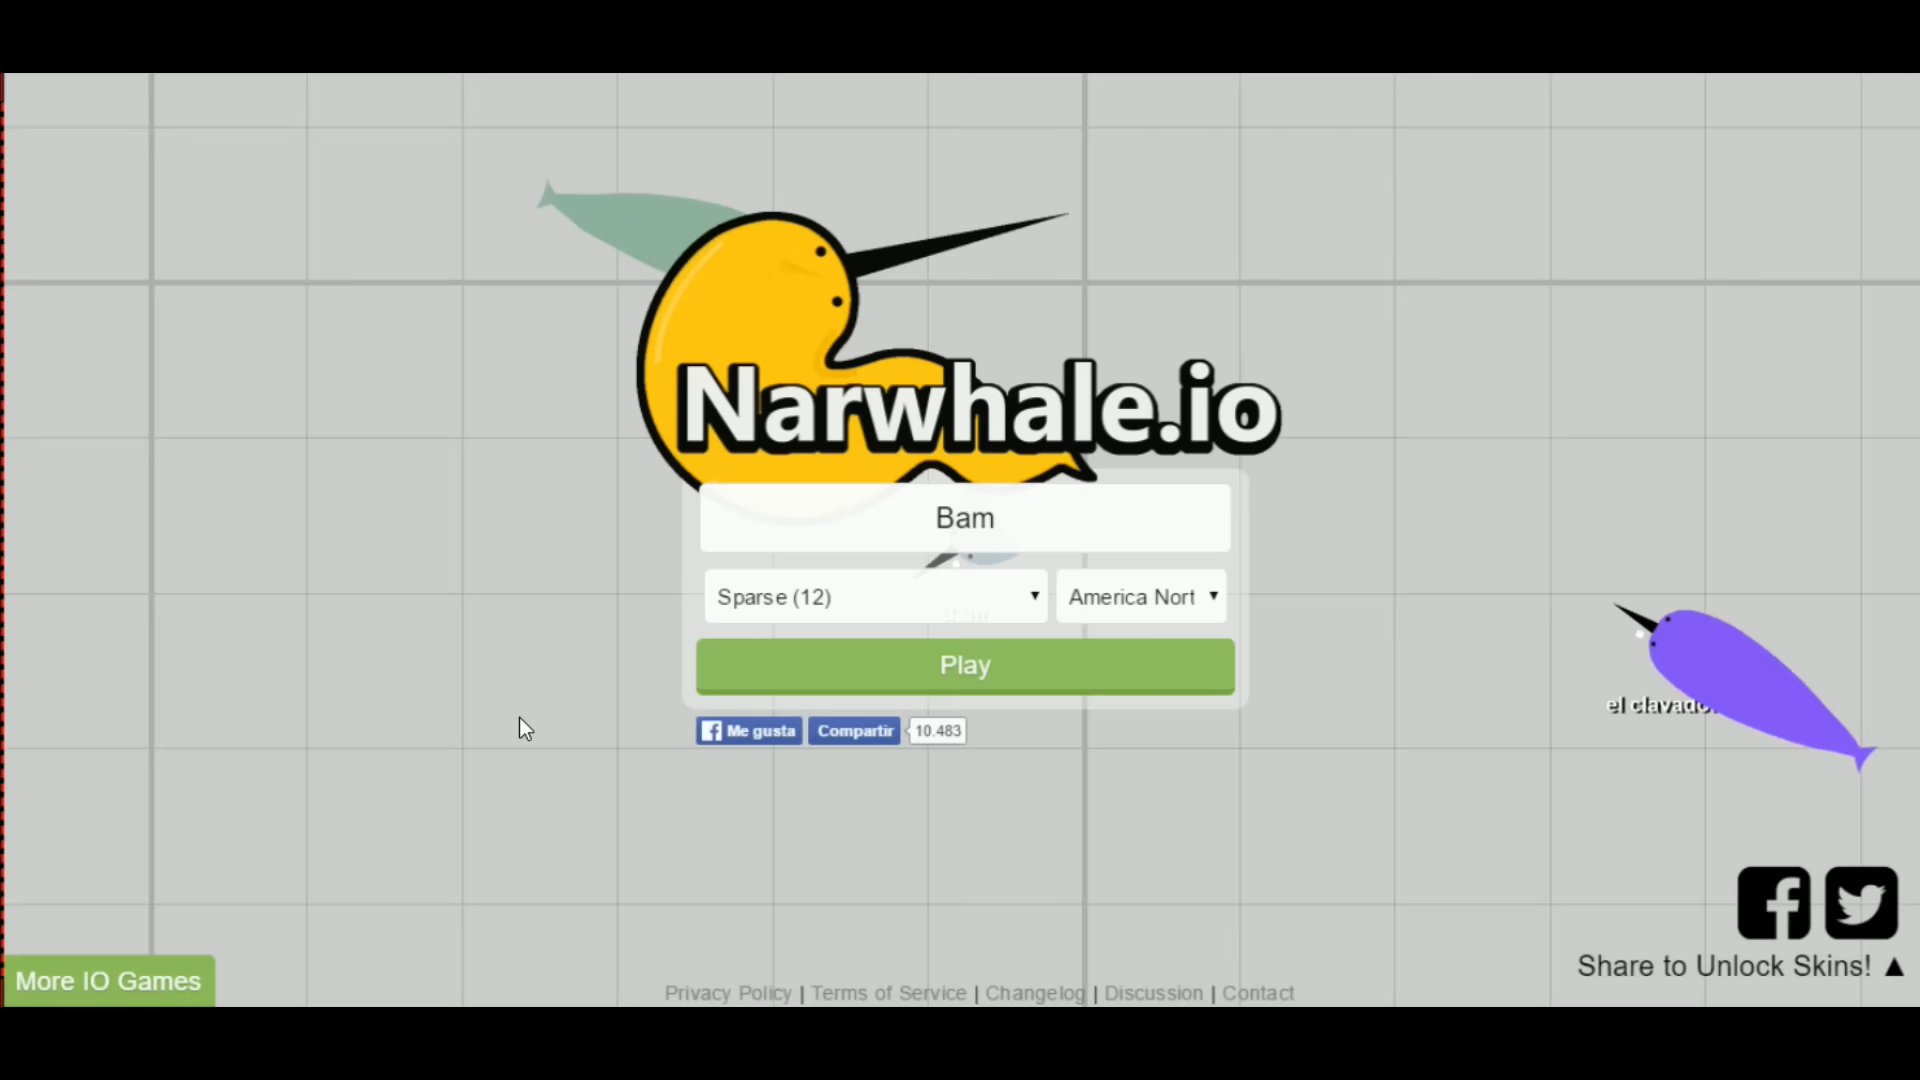 Narwhale.io
Bam
Sparse (12)
America Nort
Play
Me gusta
Compartir
10.483
More IO Games
Share to Unlock Skins! ▲
Privacy Policy | Terms of Service | Changelog | Discussion | Contact